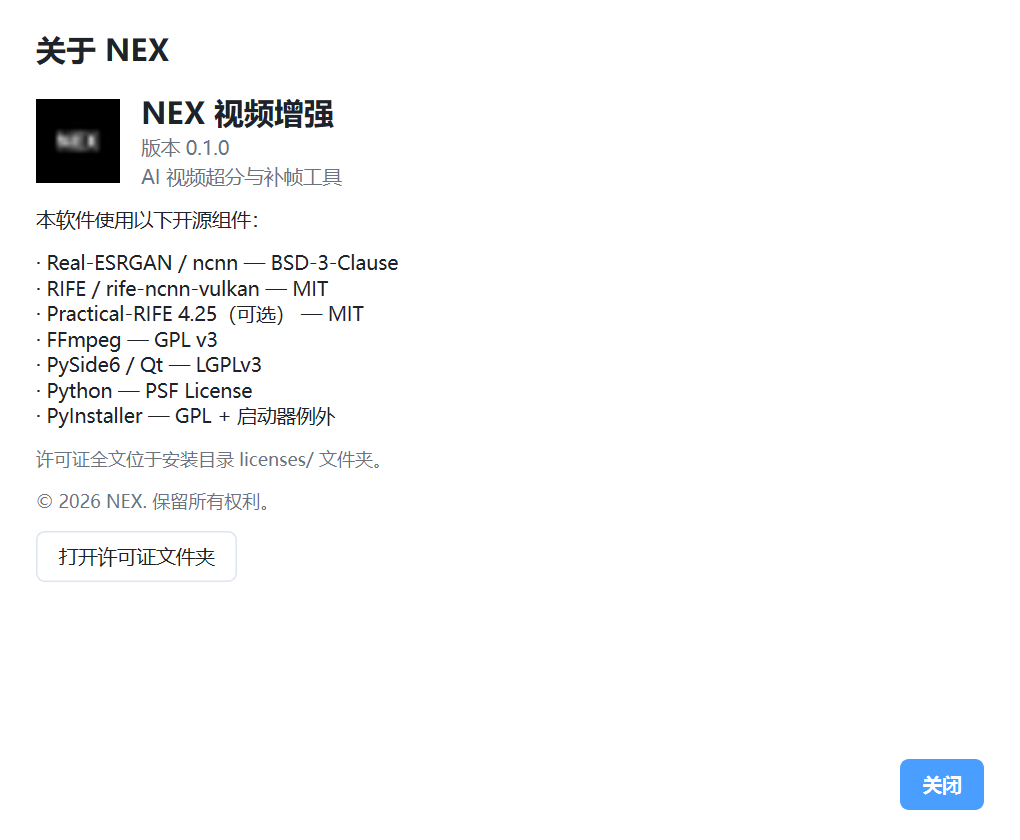 关于 NEX
NEX
NEX 视频增强
版本 0.1.0
AI 视频超分与补帧工具
本软件使用以下开源组件：
· Real-ESRGAN / ncnn — BSD-3-Clause
· RIFE / rife-ncnn-vulkan — MIT
· Practical-RIFE 4.25（可选） — MIT
· FFmpeg — GPL v3
· PySide6 / Qt — LGPLv3
· Python — PSF License
· PyInstaller — GPL + 启动器例外
许可证全文位于安装目录 licenses/ 文件夹。
© 2026 NEX. 保留所有权利。
打开许可证文件夹
关闭